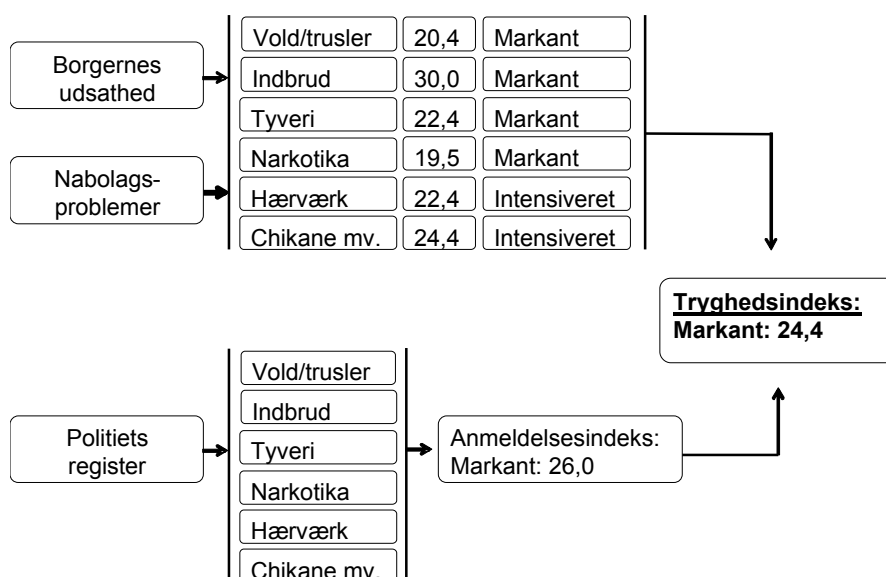 Borgernes
udsathed
Nabolags-
problemer
Vold/trusler 20,4 Markant
Indbrud 30,0 Markant
Tyveri 22,4 Markant
Narkotika 19,5 Markant
Hærværk 22,4 Intensiveret
Chikane mv. 24,4 Intensiveret
Tryghedsindeks:
Markant: 24,4
Politiets
register
Vold/trusler
Indbrud
Tyveri
Narkotika
Hærværk
Chikane mv.
Anmeldelsesindeks:
Markant: 26,0